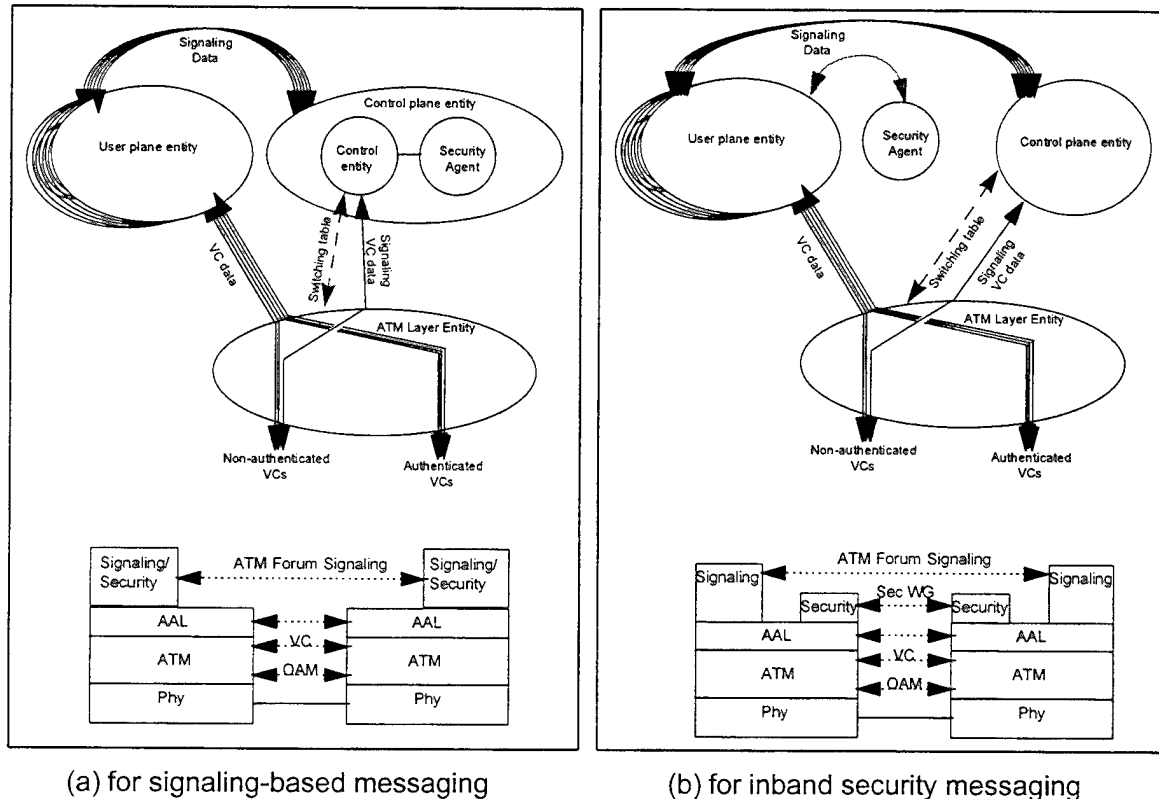 Signaling
Data
User plane entity
Control plane entity
Control
entity
Security
Agent
VC data
Switching table
Signaling
VC data
ATM Layer Entity
Non-authenticated
VCs
Authenticated
VCs
Signaling/
Security
ATM Forum Signaling
Signaling/
Security
AAL
AAL
VC
ATM
ATM
OAM
Phy
Phy
(a) for signaling-based messaging
Signaling
Data
User plane entity
Security
Agent
Control plane entity
VC data
Switching table
Signaling
VC data
ATM Layer Entity
Non-authenticated
VCs
Authenticated
VCs
Signaling
ATM Forum Signaling
Signaling
Security
Sec WG
Security
AAL
AAL
VC
ATM
ATM
OAM
Phy
Phy
(b) for inband security messaging